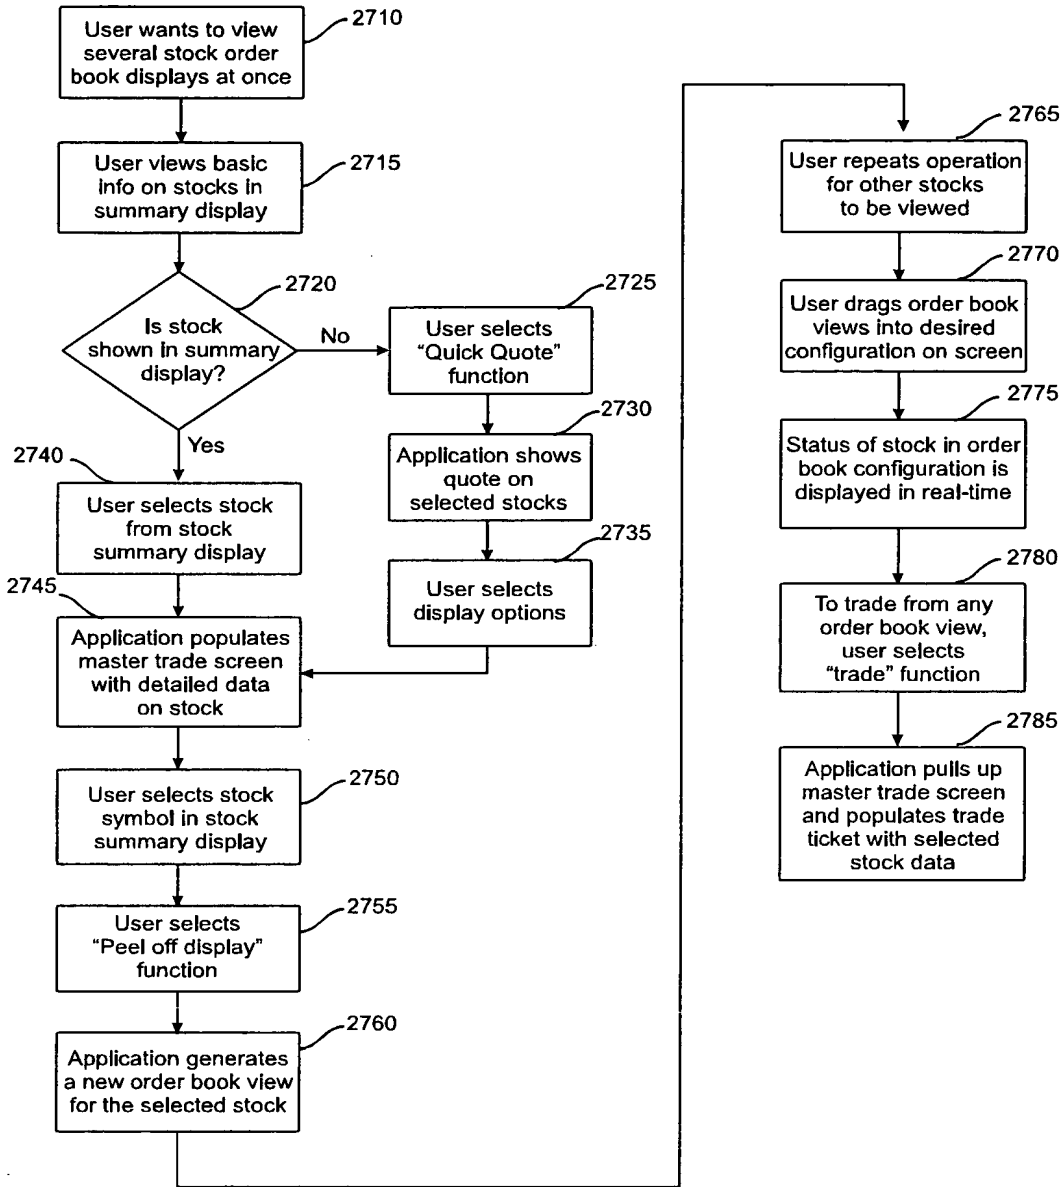 User wants to view
several stock order
book displays at once
2710
User views basic
info on stocks in
summary display
2715
Is stock
shown in summary
display?
2720
No
Yes
User selects
“Quick Quote”
function
2725
Application shows
quote on
selected stocks
2730
User selects
display options
2735
2740
User selects stock
from stock
summary display
2745
Application populates
master trade screen
with detailed data
on stock
User selects stock
symbol in stock
summary display
2750
User selects
“Peel off display”
function
2755
Application generates
a new order book view
for the selected stock
2760
2765
User repeats operation
for other stocks
to be viewed
2770
User drags order book
views into desired
configuration on screen
2775
Status of stock in order
book configuration is
displayed in real-time
2780
To trade from any
order book view,
user selects
“trade” function
2785
Application pulls up
master trade screen
and populates trade
ticket with selected
stock data